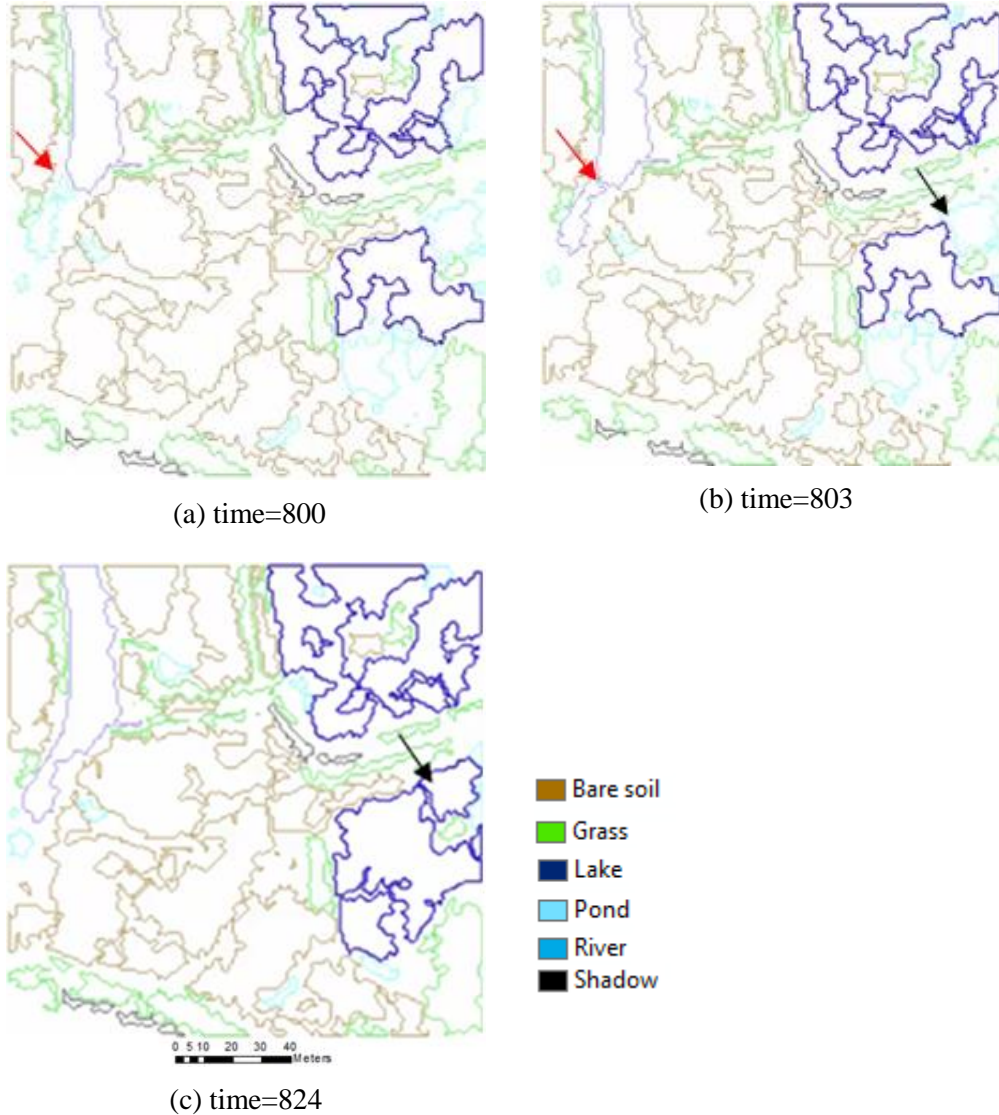 (a) time=800
(b) time=803
Bare soil
Grass
Lake
Pond
River
Shadow
0 5 10 20 30 40
Meters
(c) time=824